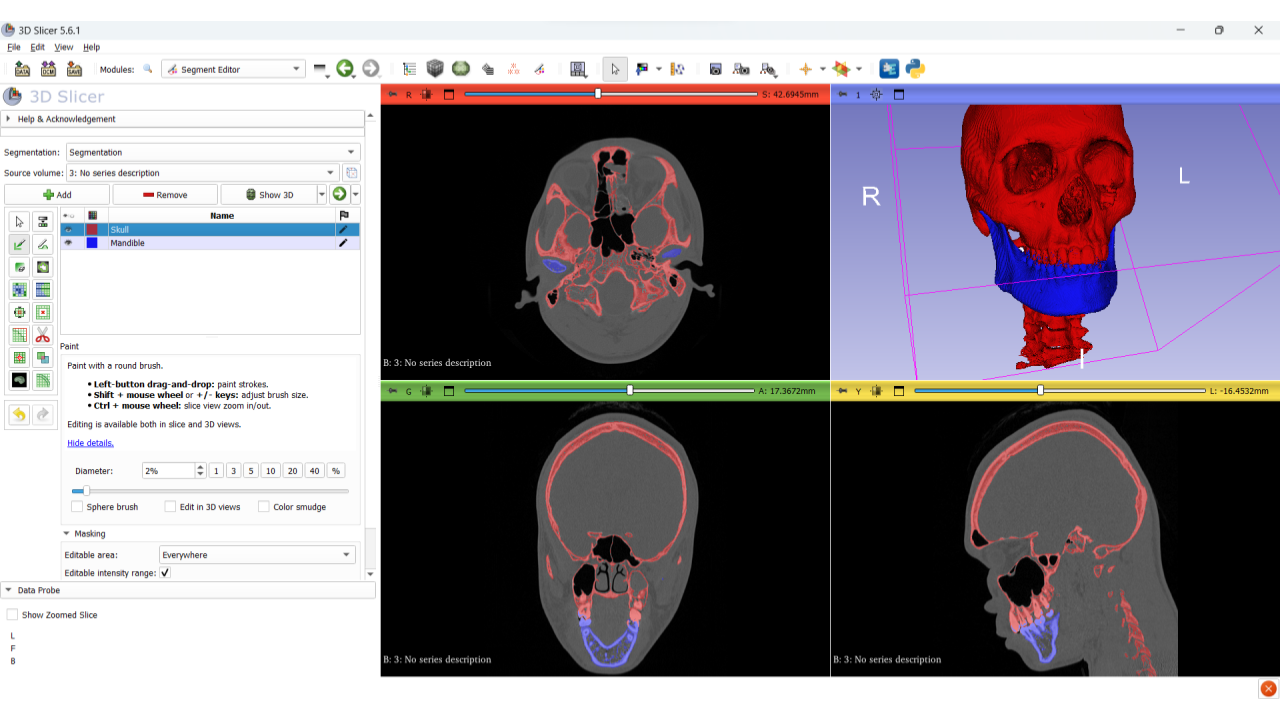 3D Slicer 5.6.1
File Edit View Help
DATA DCM SAVE Modules: Segment Editor
3D Slicer
Help & Acknowledgement
Segmentation: Segmentation
Source volume: 3: No series description
Add Remove Show 3D
Name
Skull
Mandible
Paint
Paint with a round brush.
• Left-button drag-and-drop: paint strokes.
• Shift + mouse wheel or +/- keys: adjust brush size.
• Ctrl + mouse wheel: slice view zoom in/out.
Editing is available both in slice and 3D views.
Hide details.
Diameter: 2% 1 3 5 10 20 40 %
Sphere brush Edit in 3D views Color smudge
Masking
Editable area: Everywhere
Editable intensity range:
Data Probe
Show Zoomed Slice
L
F
B
R S: 42.6945mm
B: 3: No series description
1
R
L
I
G A: 17.3672mm
B: 3: No series description
Y L: -16.4532mm
B: 3: No series description